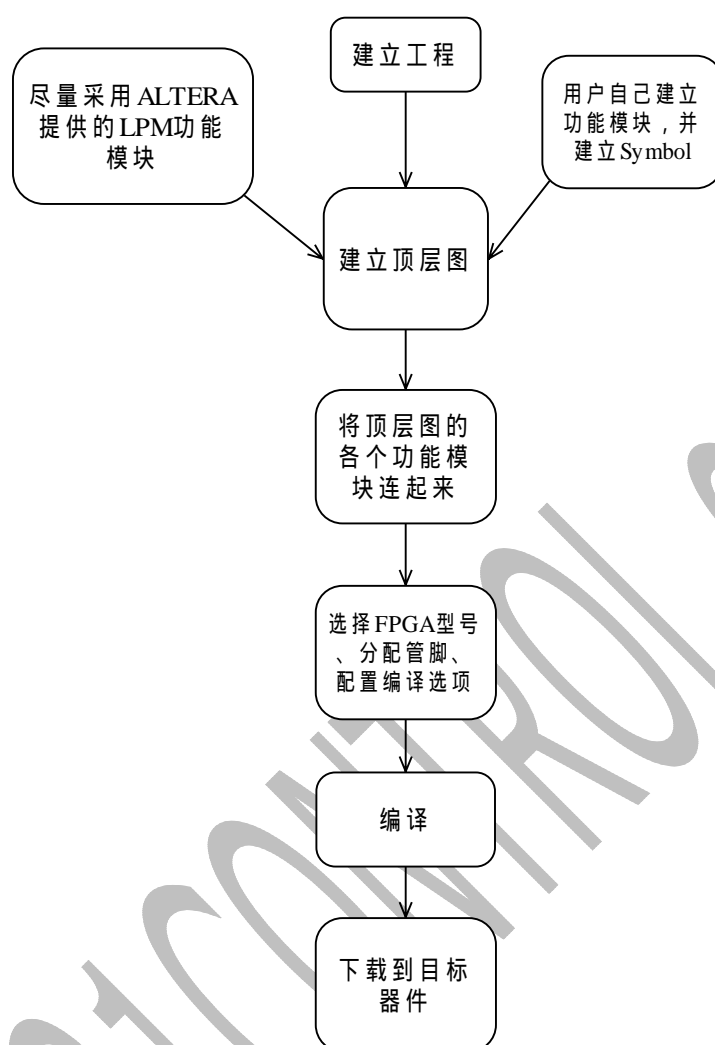 建立工程
尽量采用ALTERA
提供的LPM功能
模块
用户自己建立
功能模块，并
建立Symbol
建立顶层图
将顶层图的
各个功能模
块连起来
选择FPGA型号
、分配管脚、
配置编译选项
编译
下载到目标
器件
1CONTROL